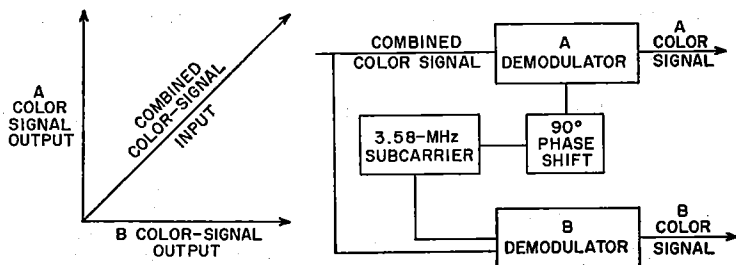 A
COLOR
SIGNAL
OUTPUT
COMBINED
COLOR-SIGNAL
INPUT
B COLOR-SIGNAL
OUTPUT
COMBINED
COLOR SIGNAL
A
DEMODULATOR
A
COLOR
SIGNAL
3.58-MHz
SUBCARRIER
90°
PHASE
SHIFT
B
DEMODULATOR
B
COLOR
SIGNAL